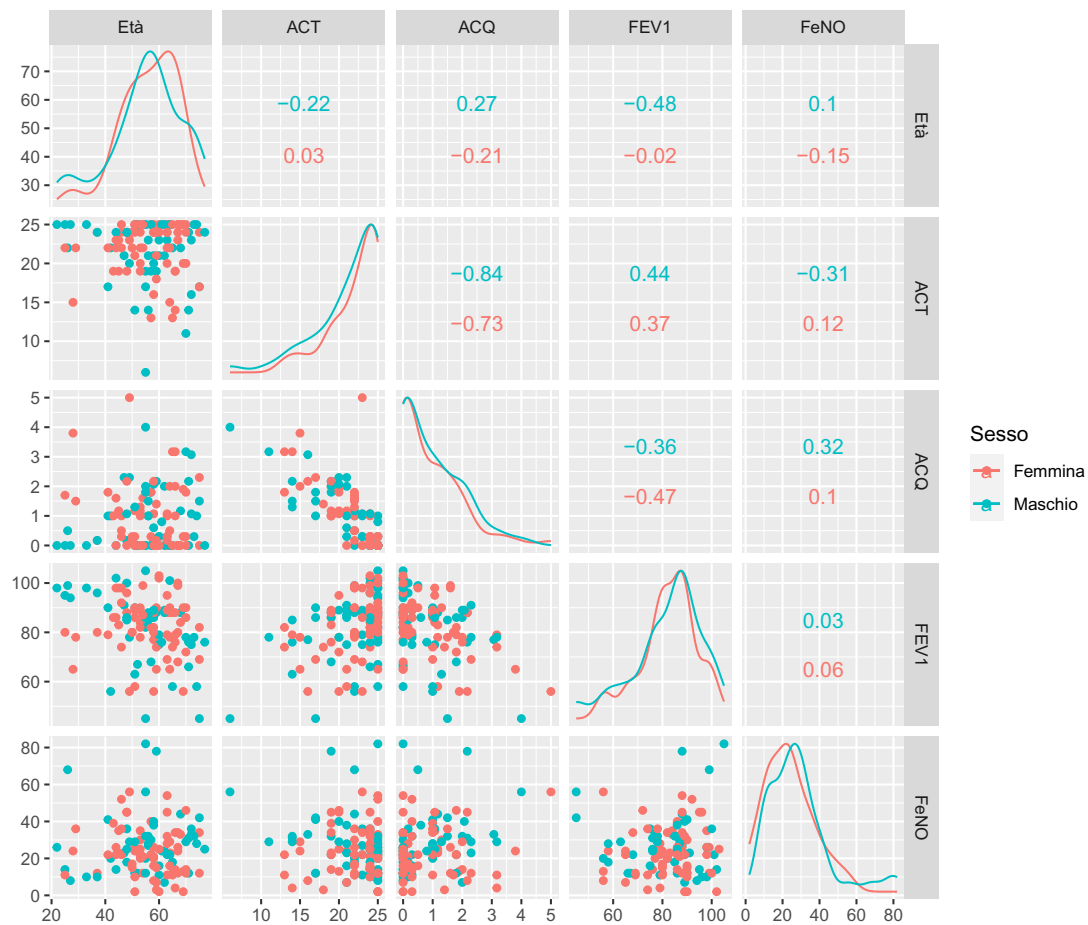 Età ACT ACQ FEV1 FeNO
70
60
50
40
30
−0.22 0.27 −0.48 0.1
0.03 −0.21 −0.02 −0.15
Età
25
20
15
10
−0.84 0.44 −0.31
−0.73 0.37 0.12
ACT
5
4
3
2
1
0
−0.36 0.32
−0.47 0.1
ACQ
Sesso
a Femmina
a Maschio
100
80
60
0.03
0.06
FEV1
80
60
40
20
0
FeNO
20 40 60 10 15 20 25 0 1 2 3 4 5 60 80 100 0 20 40 60 80